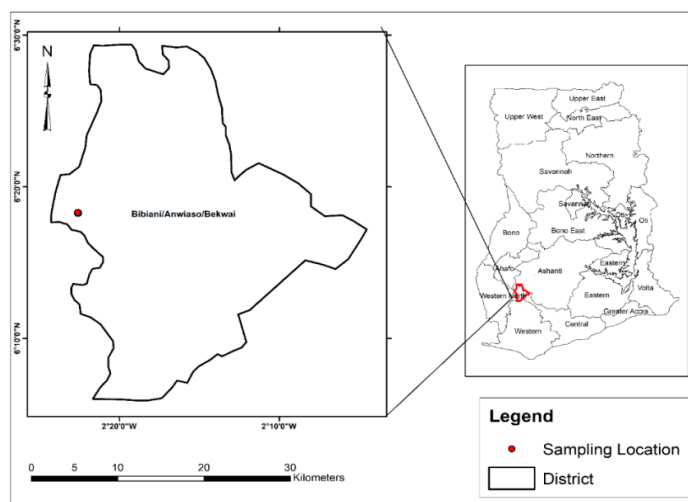 6°30'0"N
6°20'0"N
6°10'0"N
N
Bibiani/Anwiaso/Bekwai
2°20'0"W
2°10'0"W
0
5
10
20
30
Kilometers
Upper East
North East
Upper West
Northern
Savannah
Savannah
Oti
Oti
Bono
Bono East
Ahafo
Ashanti
Eastern
Volta
Western North
Eastern
Greater Accra
Central
Western
Legend
Sampling Location
District